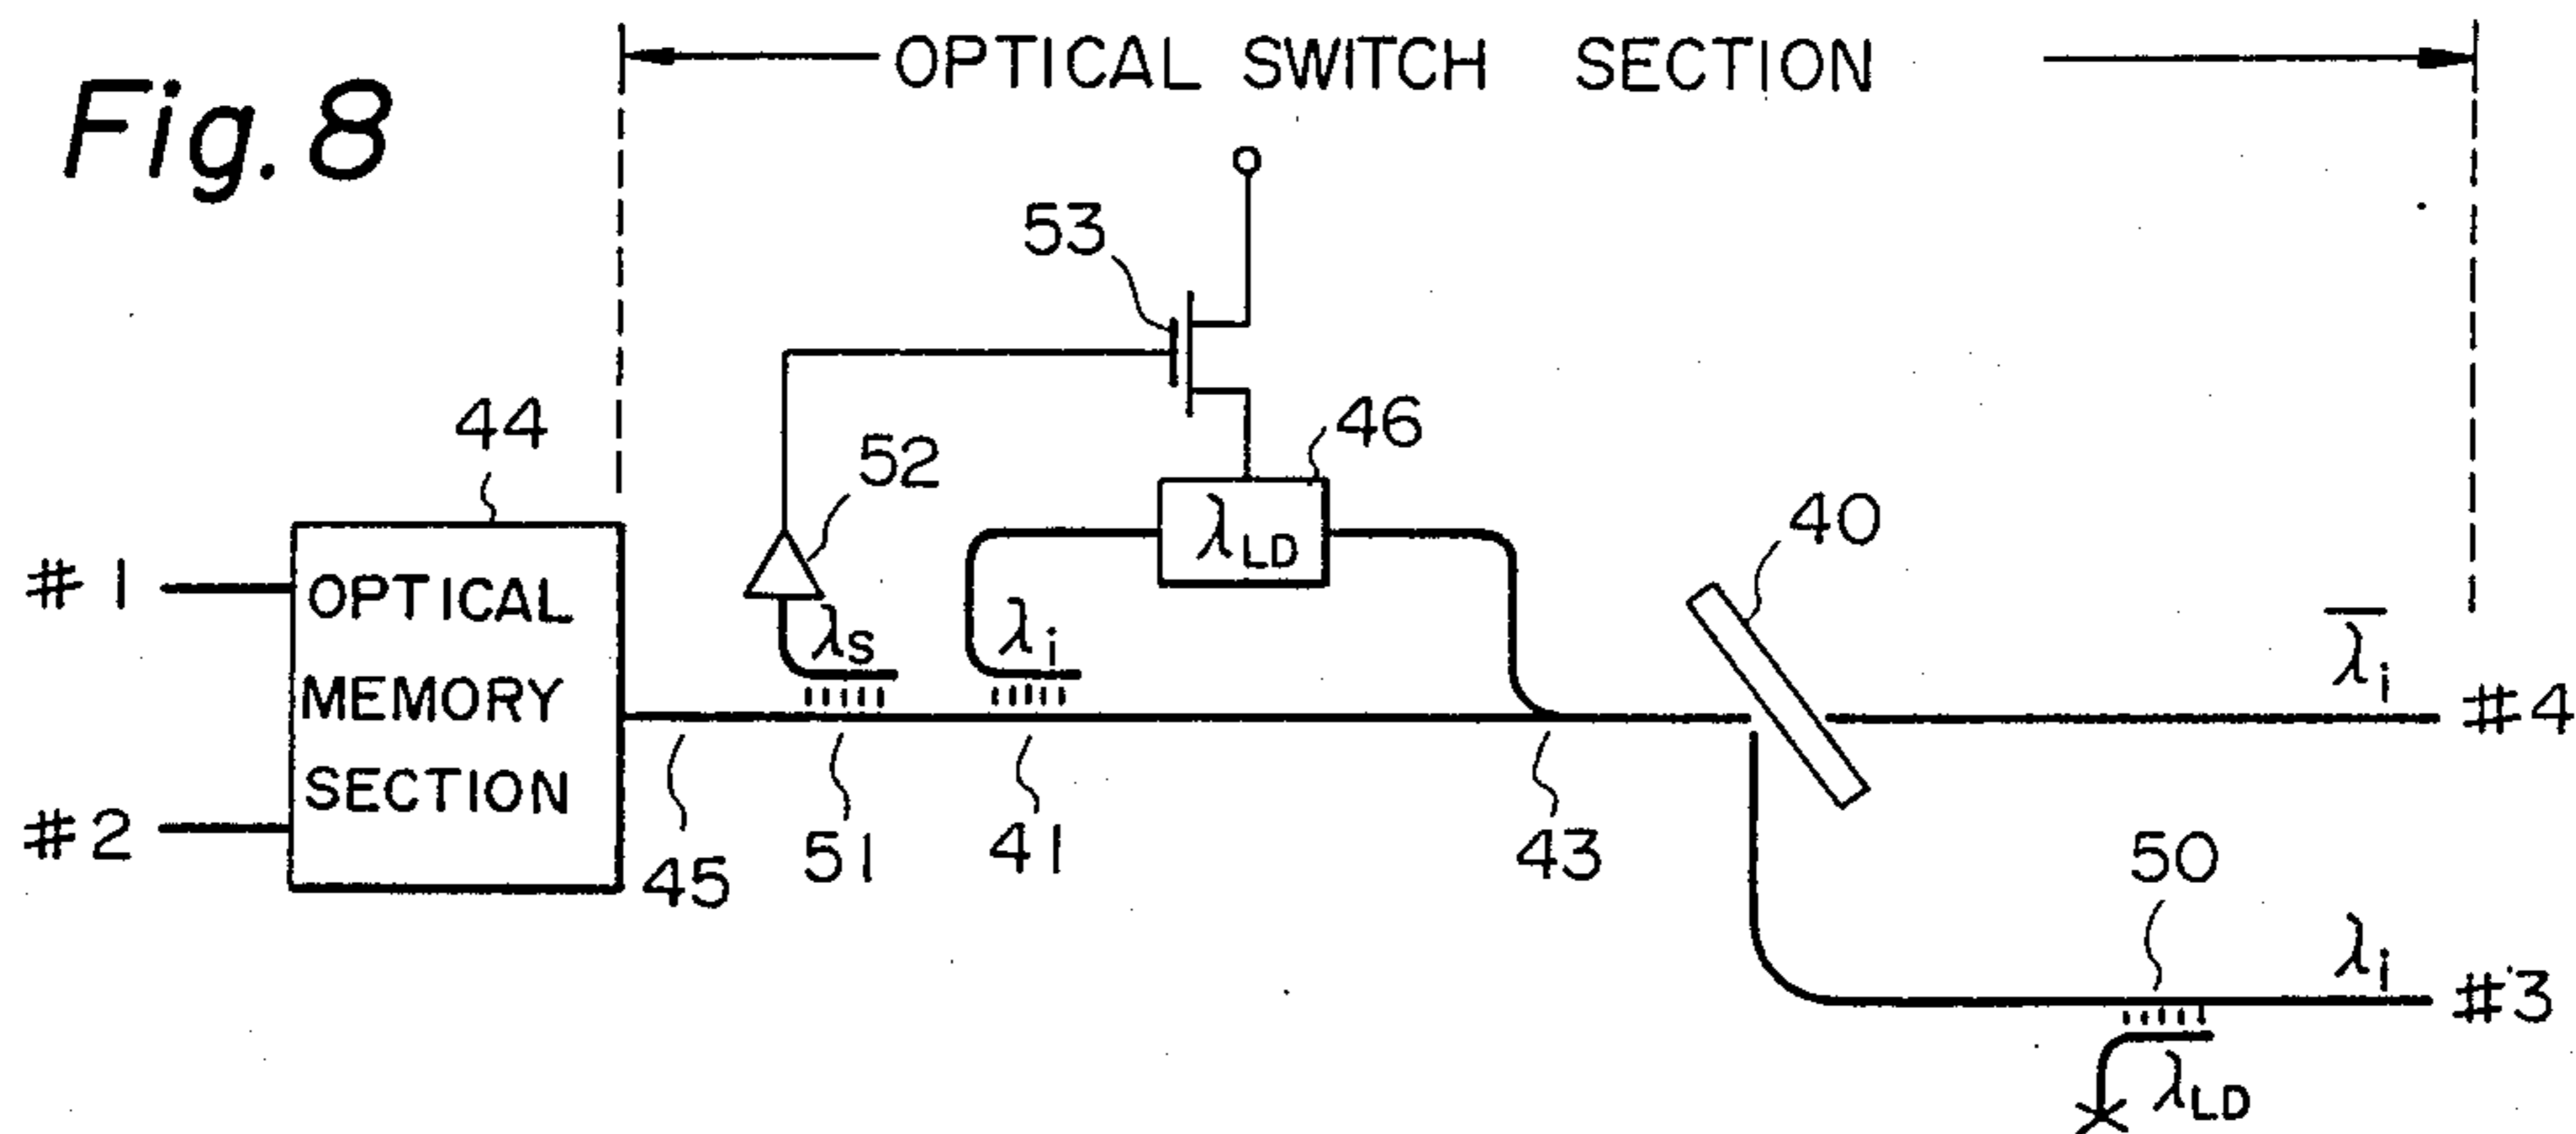 Fig. 8
OPTICAL SWITCH SECTION
53
44
52
46
40
#1
OPTICAL
MEMORY
SECTION
λLD
λS
λi
λ̅i
#4
#2
45
51
41
43
50
λi
#3
λLD